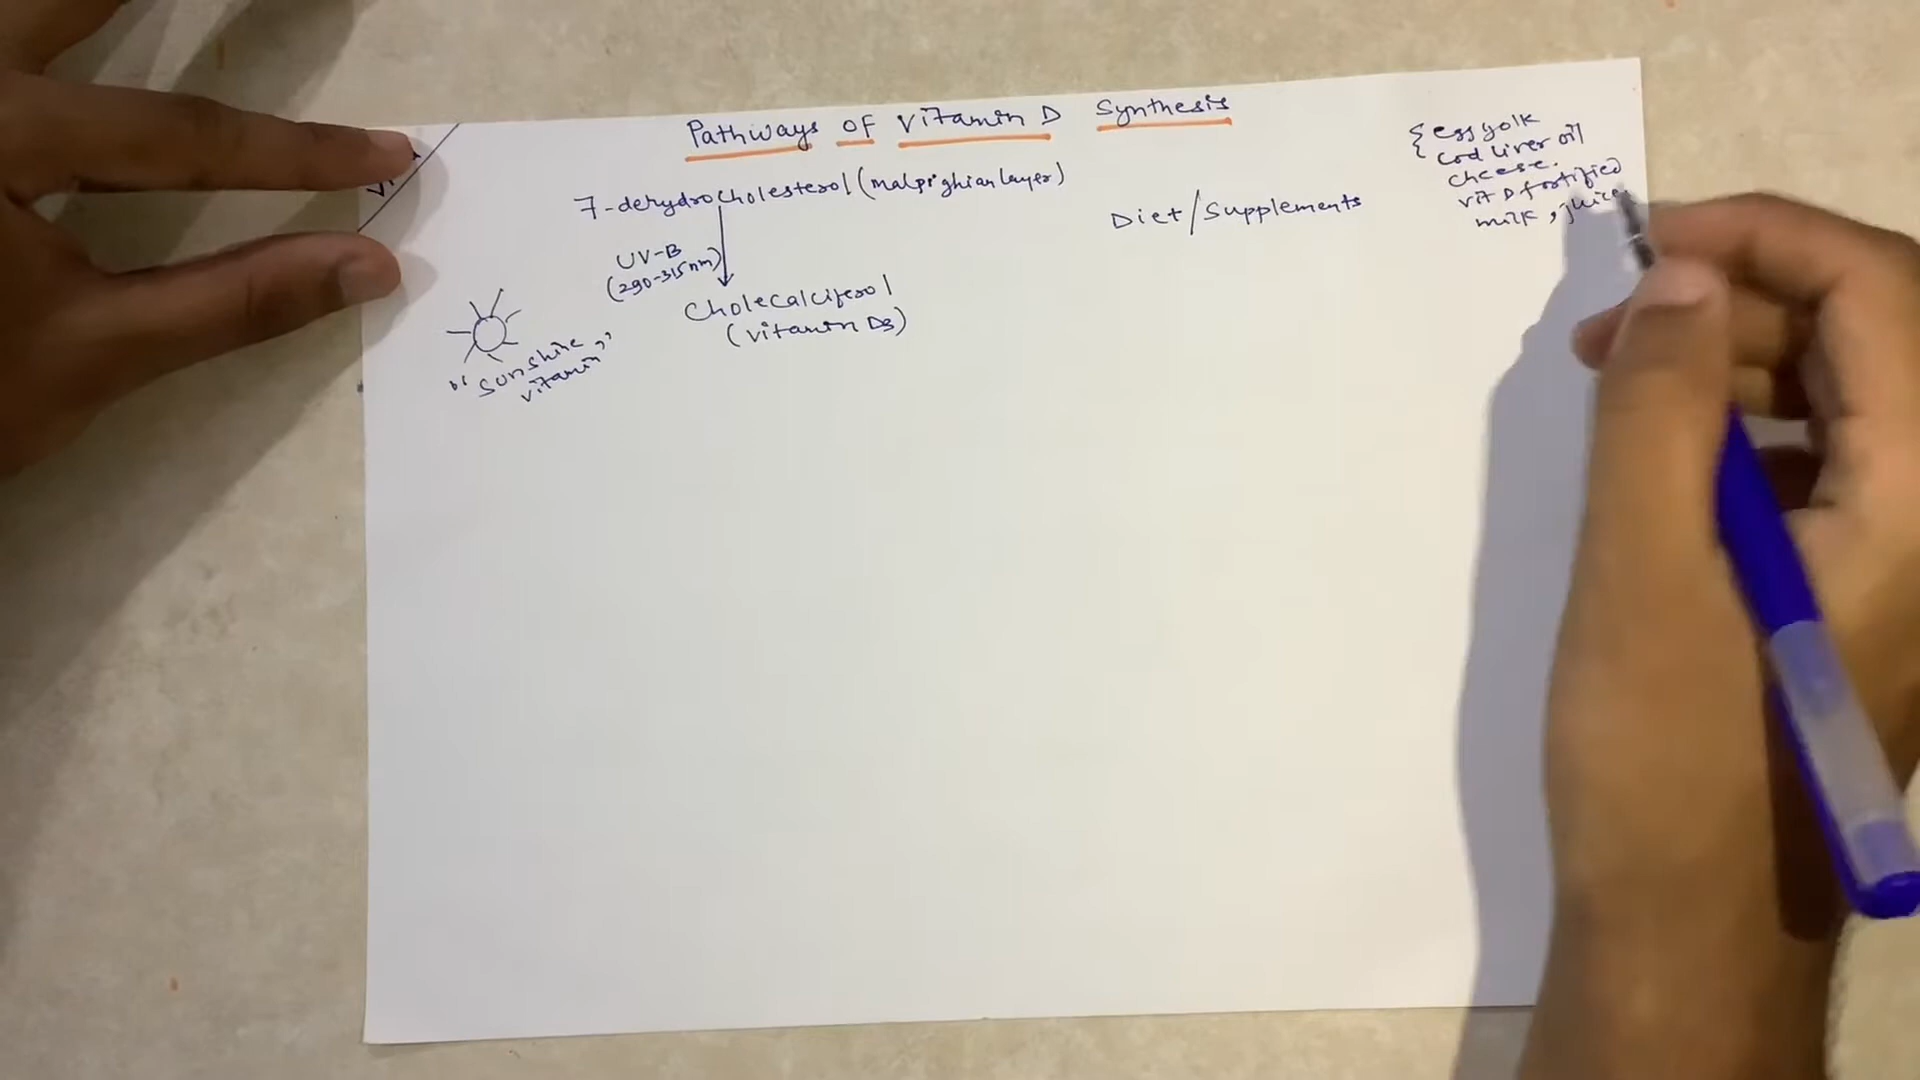 Pathways of Vitamin D Synthesis
7-dehydrocholesterol (malpighian layer)
UV-B
(290-315nm)
Cholecalciferol
(vitamin D3)
"sunshine
vitamin"
Diet/Supplements
{ egg yolk
cod liver oil
cheese.
vit D fortified
milk, juice